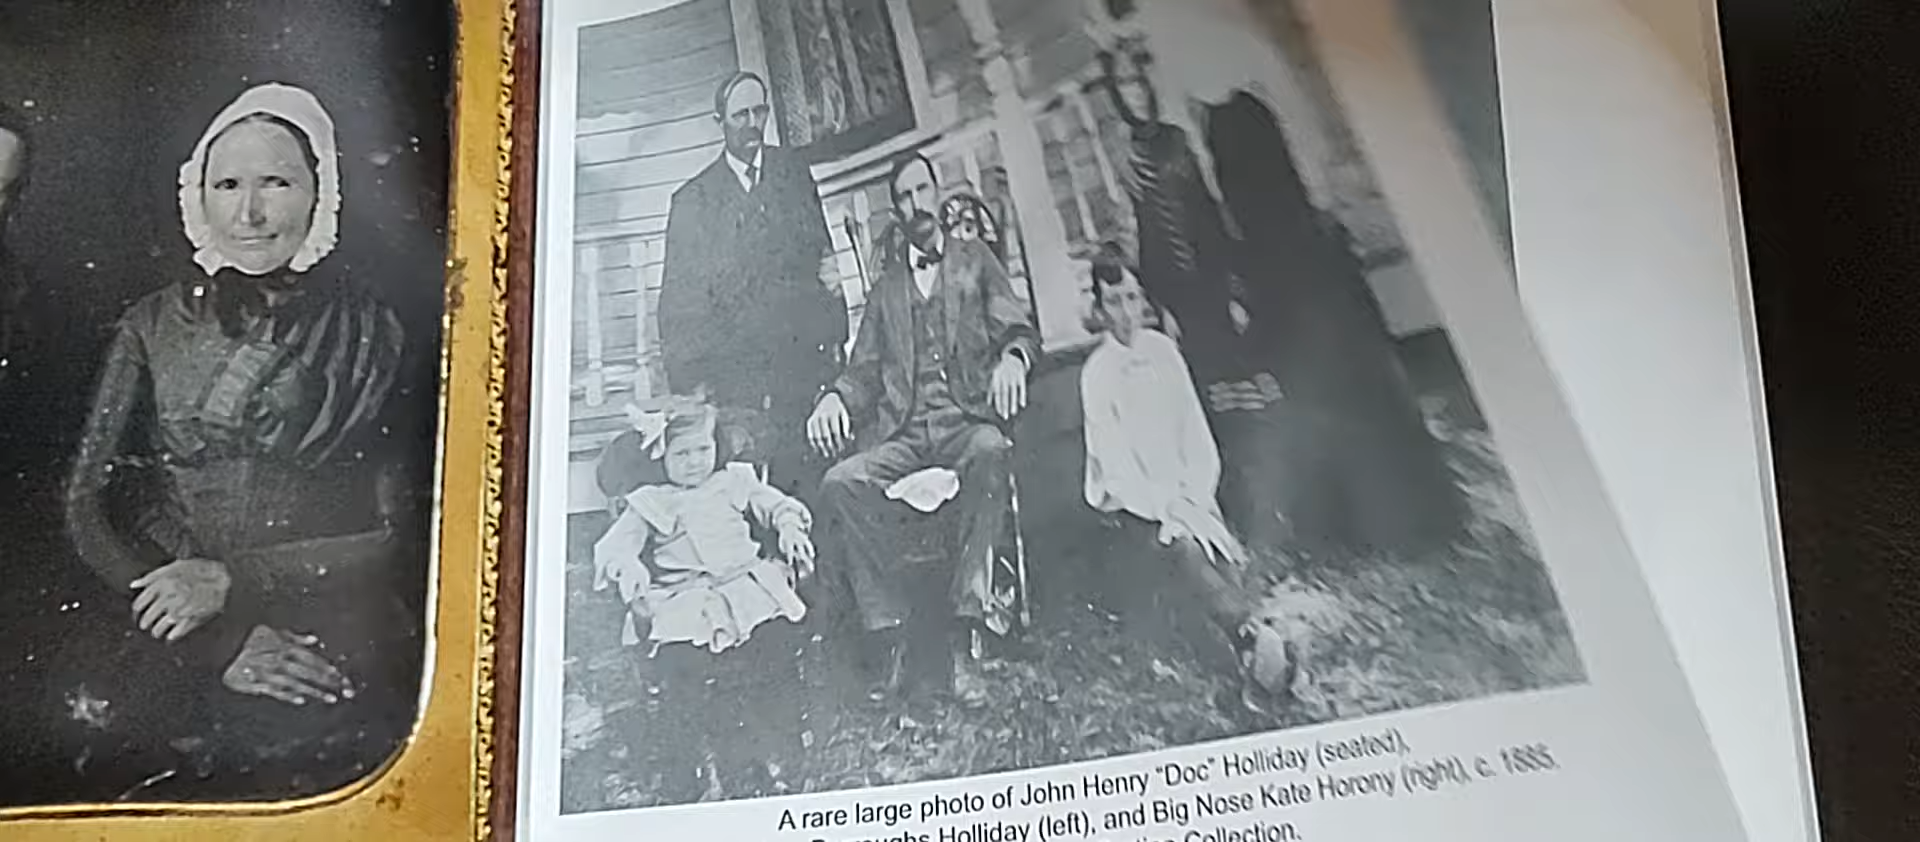 A rare large photo of John Henry “Doc” Holliday (seated),
Holliday (left), and Big Nose Kate Horony (right), c. 1885.
Collection.